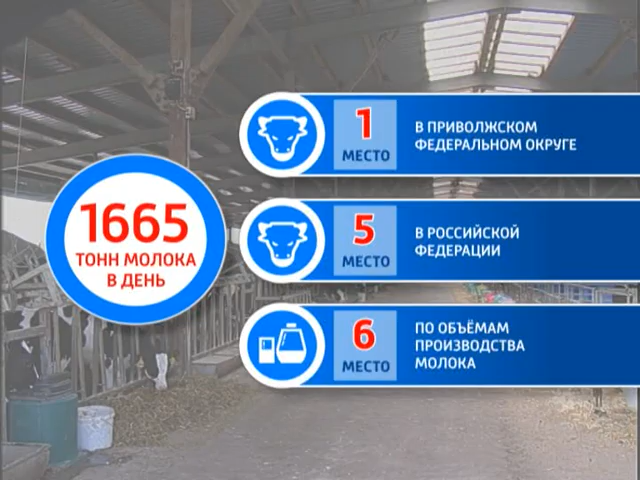 1665
ТОНН МОЛОКА
В ДЕНЬ
1
МЕСТО
В ПРИВОЛЖСКОМ
ФЕДЕРАЛЬНОМ ОКРУГЕ
5
МЕСТО
В РОССИЙСКОЙ
ФЕДЕРАЦИИ
6
МЕСТО
ПО ОБЪЁМАМ
ПРОИЗВОДСТВА
МОЛОКА